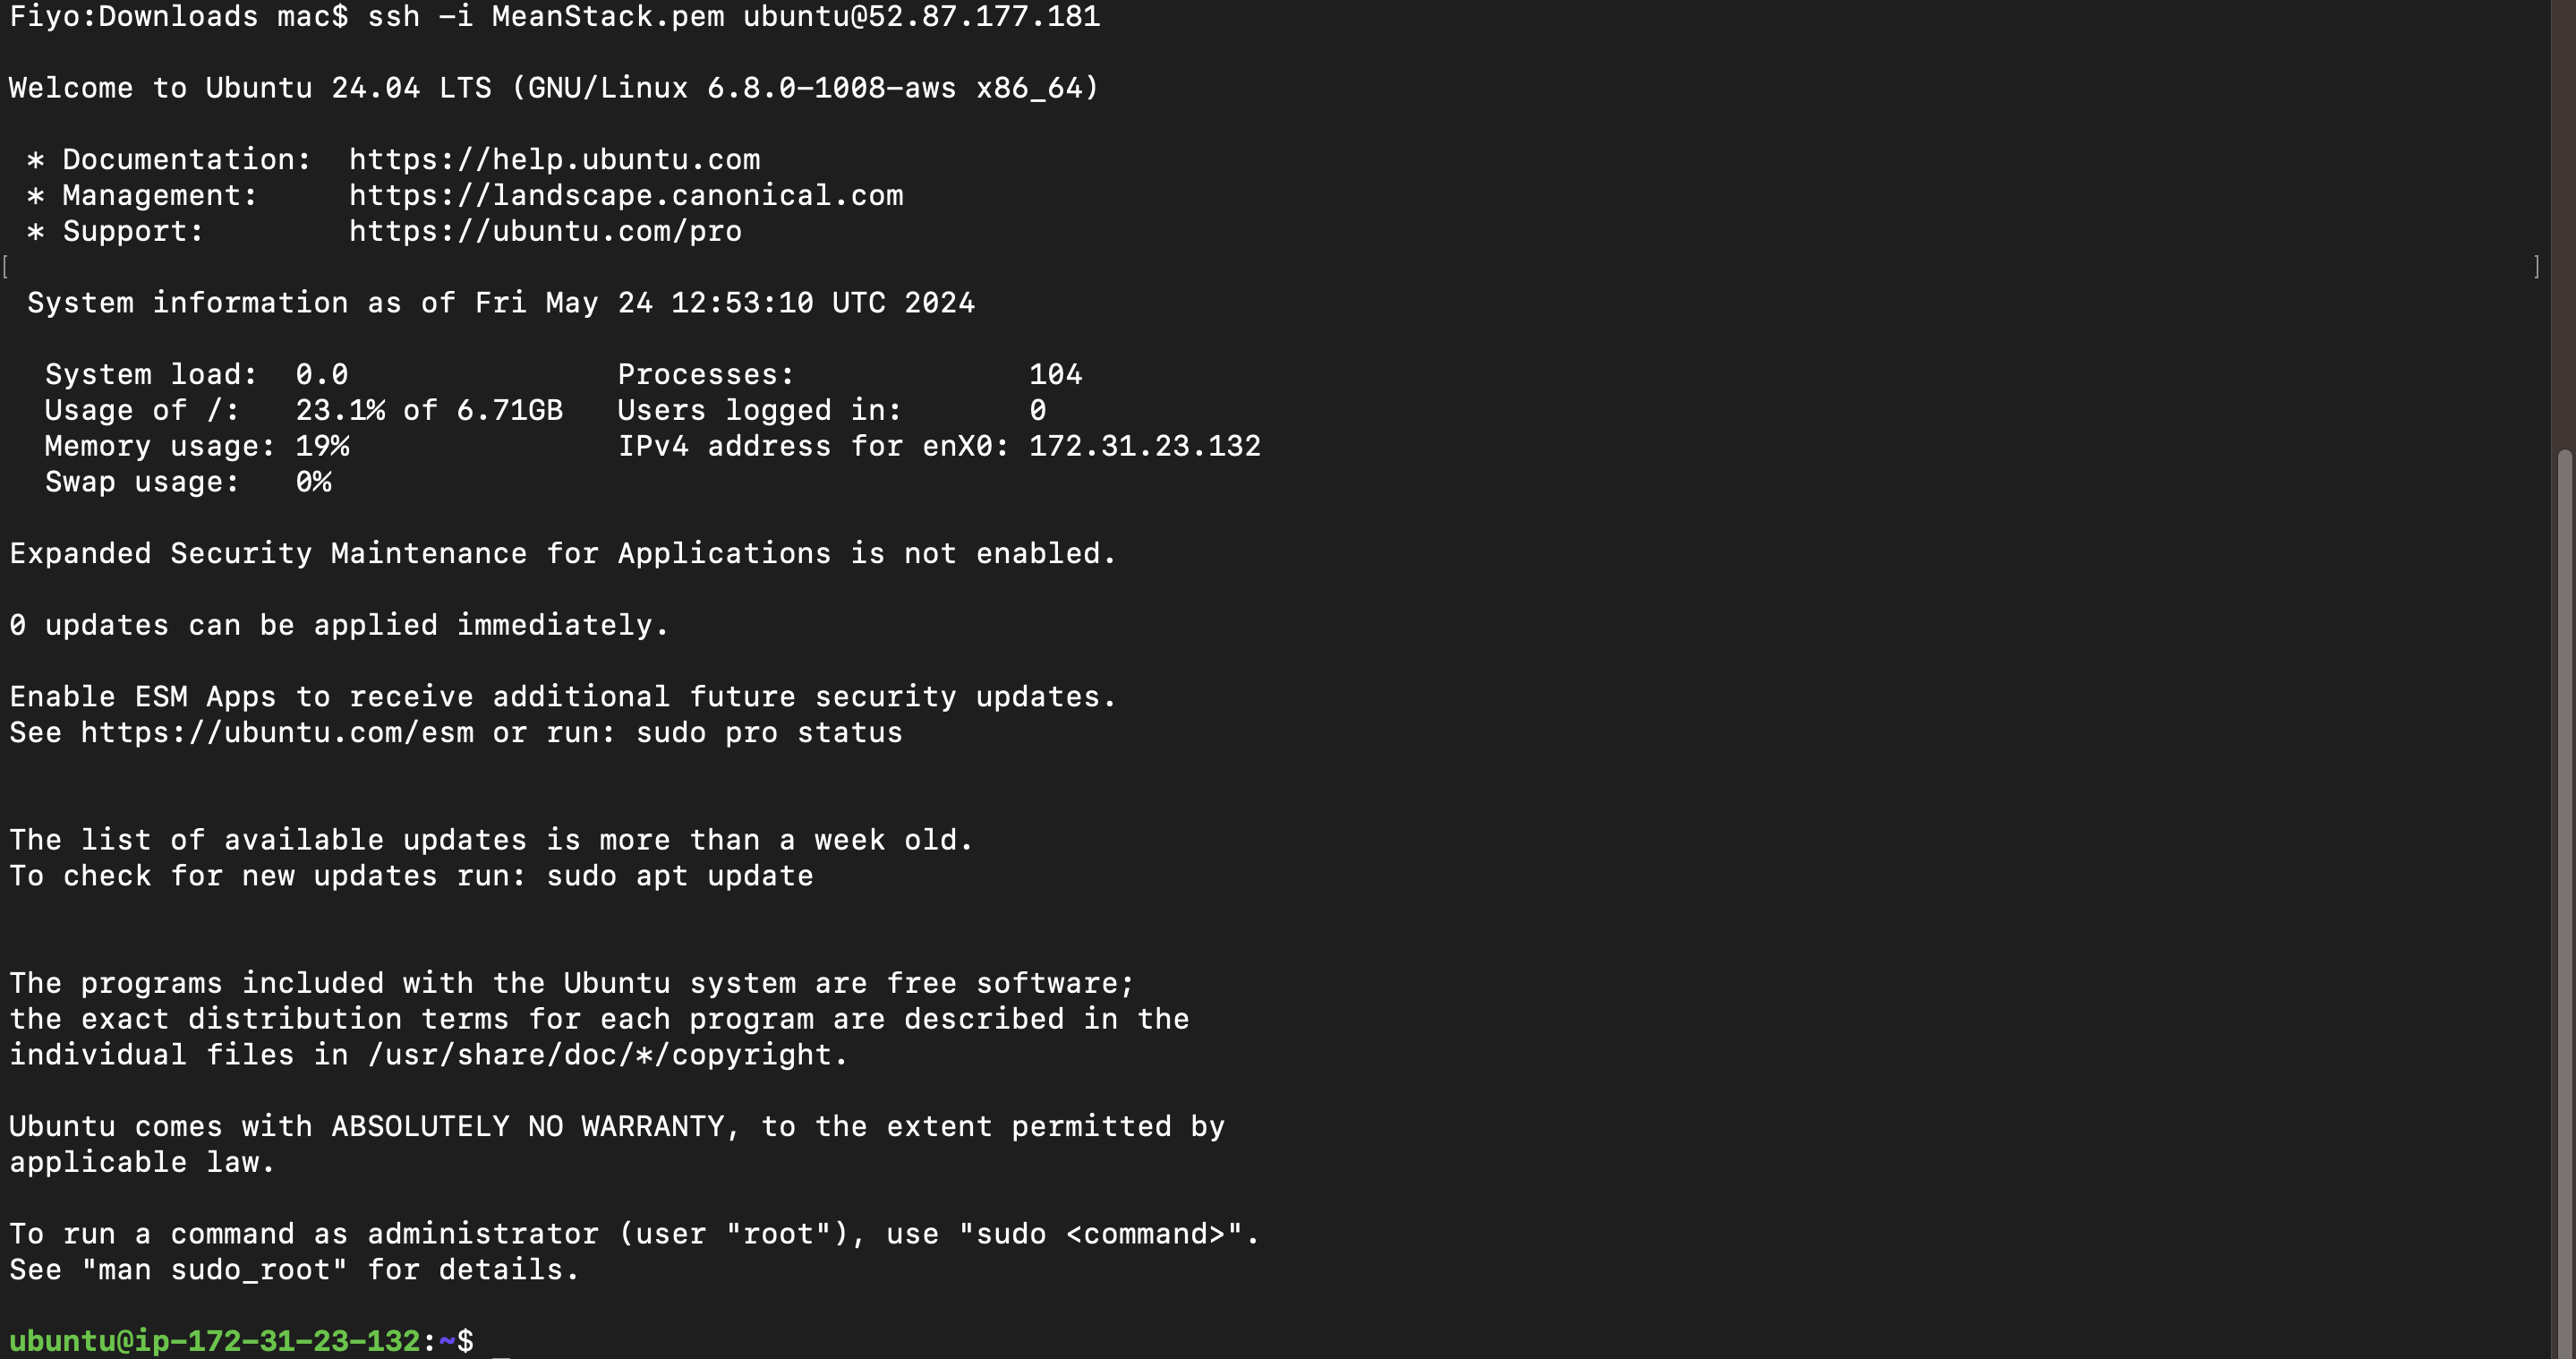 Fiyo:Downloads mac$ ssh -i MeanStack.pem ubuntu@52.87.177.181
Welcome to Ubuntu 24.04 LTS (GNU/Linux 6.8.0-1008-aws x86_64)
* Documentation:  https://help.ubuntu.com
* Management:     https://landscape.canonical.com
* Support:        https://ubuntu.com/pro
[ ]
System information as of Fri May 24 12:53:10 UTC 2024
System load:  0.0               Processes:             104
Usage of /:   23.1% of 6.71GB   Users logged in:       0
Memory usage: 19%               IPv4 address for enX0: 172.31.23.132
Swap usage:   0%
Expanded Security Maintenance for Applications is not enabled.
0 updates can be applied immediately.
Enable ESM Apps to receive additional future security updates.
See https://ubuntu.com/esm or run: sudo pro status
The list of available updates is more than a week old.
To check for new updates run: sudo apt update
The programs included with the Ubuntu system are free software;
the exact distribution terms for each program are described in the
individual files in /usr/share/doc/*/copyright.
Ubuntu comes with ABSOLUTELY NO WARRANTY, to the extent permitted by
applicable law.
To run a command as administrator (user "root"), use "sudo <command>".
See "man sudo_root" for details.
ubuntu@ip-172-31-23-132:~$